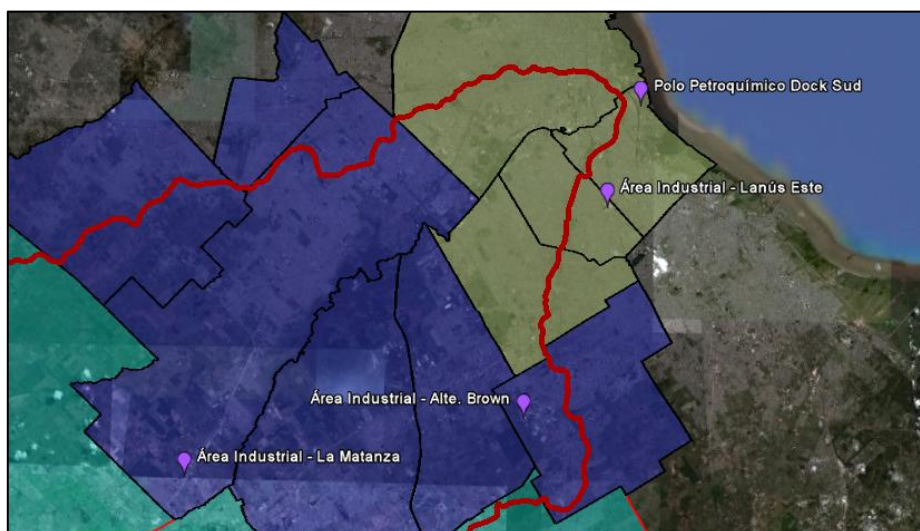 Polo Petroquímico Dock Sud
Área Industrial - Lanús Este
Área Industrial - Alte. Brown
Área Industrial - La Matanza